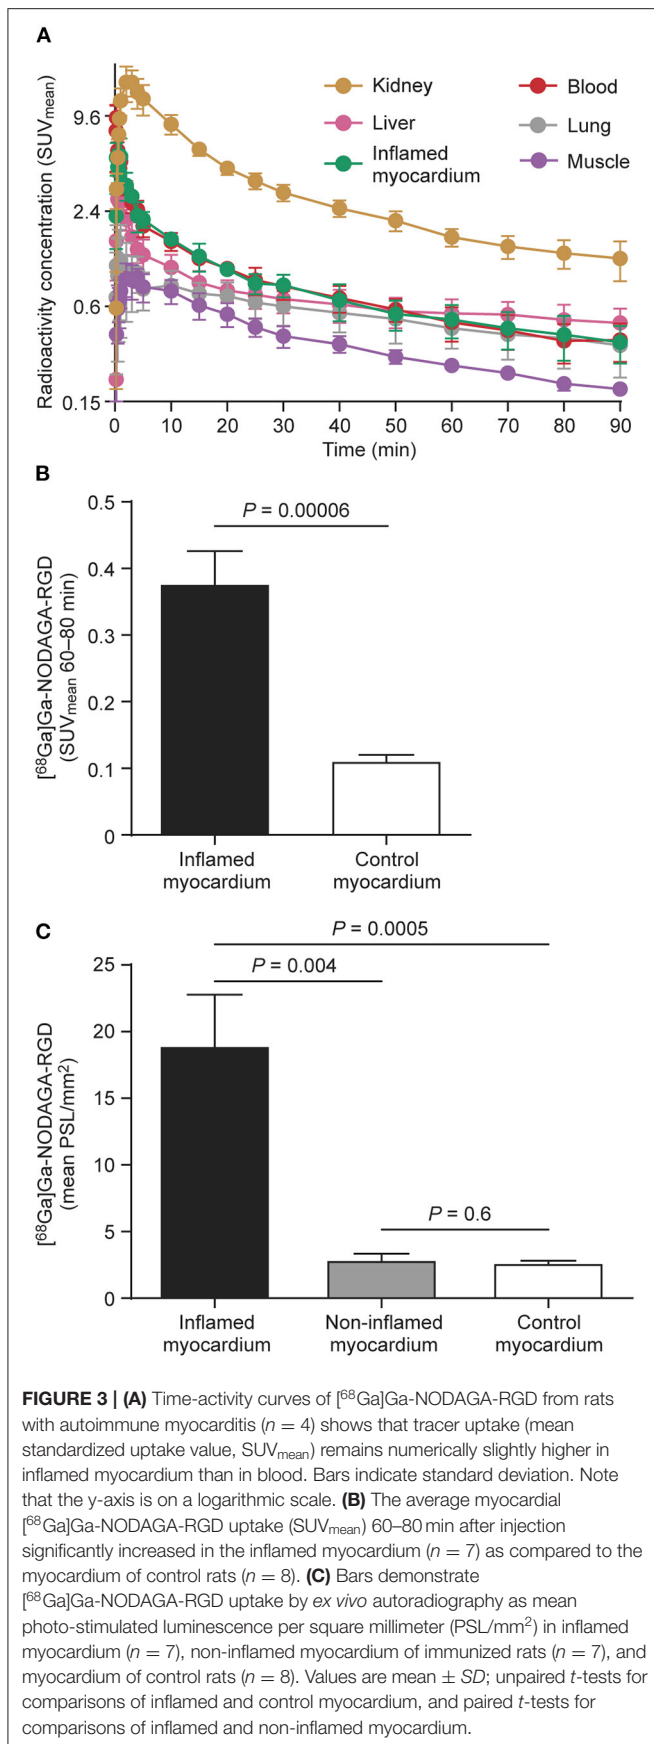 A
Radioactivity concentration (SUVmean)
9.6
2.4
0.6
0.15
Kidney
Liver
Inflamed
myocardium
Blood
Lung
Muscle
0 10 20 30 40 50 60 70 80 90
Time (min)
B
[68Ga]Ga-NODAGA-RGD
(SUVmean 60–80 min)
0.5
0.4
0.3
0.2
0.1
0
P = 0.00006
Inflamed
myocardium
Control
myocardium
C
[68Ga]Ga-NODAGA-RGD
(mean PSL/mm2)
25
20
15
10
5
0
P = 0.0005
P = 0.004
P = 0.6
Inflamed
myocardium
Non-inflamed
myocardium
Control
myocardium
FIGURE 3 | (A) Time-activity curves of [68Ga]Ga-NODAGA-RGD from rats
with autoimmune myocarditis (n = 4) shows that tracer uptake (mean
standardized uptake value, SUVmean) remains numerically slightly higher in
inflamed myocardium than in blood. Bars indicate standard deviation. Note
that the y-axis is on a logarithmic scale. (B) The average myocardial
[68Ga]Ga-NODAGA-RGD uptake (SUVmean) 60–80 min after injection
significantly increased in the inflamed myocardium (n = 7) as compared to the
myocardium of control rats (n = 8). (C) Bars demonstrate
[68Ga]Ga-NODAGA-RGD uptake by ex vivo autoradiography as mean
photo-stimulated luminescence per square millimeter (PSL/mm2) in inflamed
myocardium (n = 7), non-inflamed myocardium of immunized rats (n = 7), and
myocardium of control rats (n = 8). Values are mean ± SD; unpaired t-tests for
comparisons of inflamed and control myocardium, and paired t-tests for
comparisons of inflamed and non-inflamed myocardium.